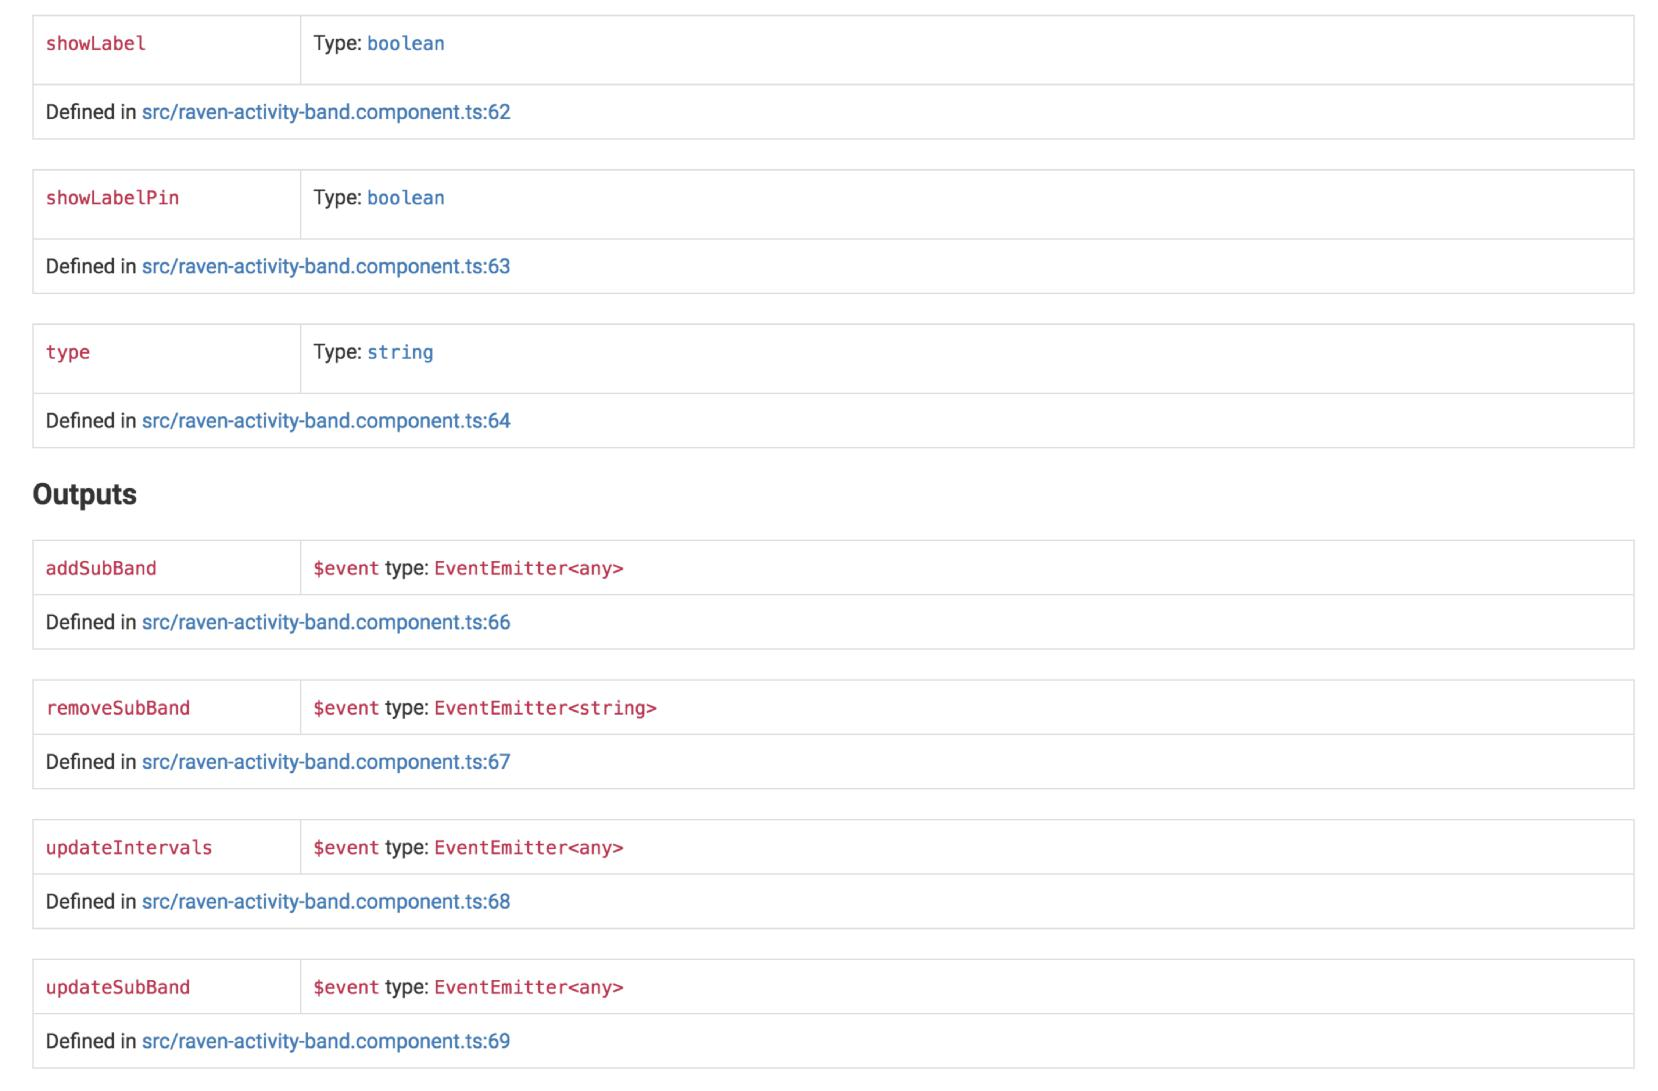 showLabel Type: boolean
Defined in src/raven-activity-band.component.ts:62
showLabelPin Type: boolean
Defined in src/raven-activity-band.component.ts:63
type Type: string
Defined in src/raven-activity-band.component.ts:64
Outputs
addSubBand $event type: EventEmitter<any>
Defined in src/raven-activity-band.component.ts:66
removeSubBand $event type: EventEmitter<string>
Defined in src/raven-activity-band.component.ts:67
updateIntervals $event type: EventEmitter<any>
Defined in src/raven-activity-band.component.ts:68
updateSubBand $event type: EventEmitter<any>
Defined in src/raven-activity-band.component.ts:69